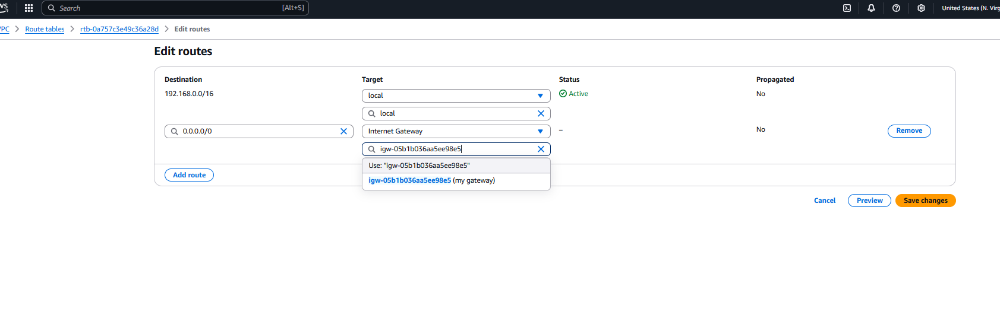 Search [Alt+S] United States (N. Virg
VPC > Route tables > rtb-0a757c3e49c36a28d > Edit routes
Edit routes
Destination Target Status Propagated
192.168.0.0/16 local Active No
local
0.0.0.0/0 Internet Gateway – No Remove
igw-05b1b036aa5ee98e5
Use: "igw-05b1b036aa5ee98e5"
Add route
igw-05b1b036aa5ee98e5 (my gateway)
Cancel Preview Save changes